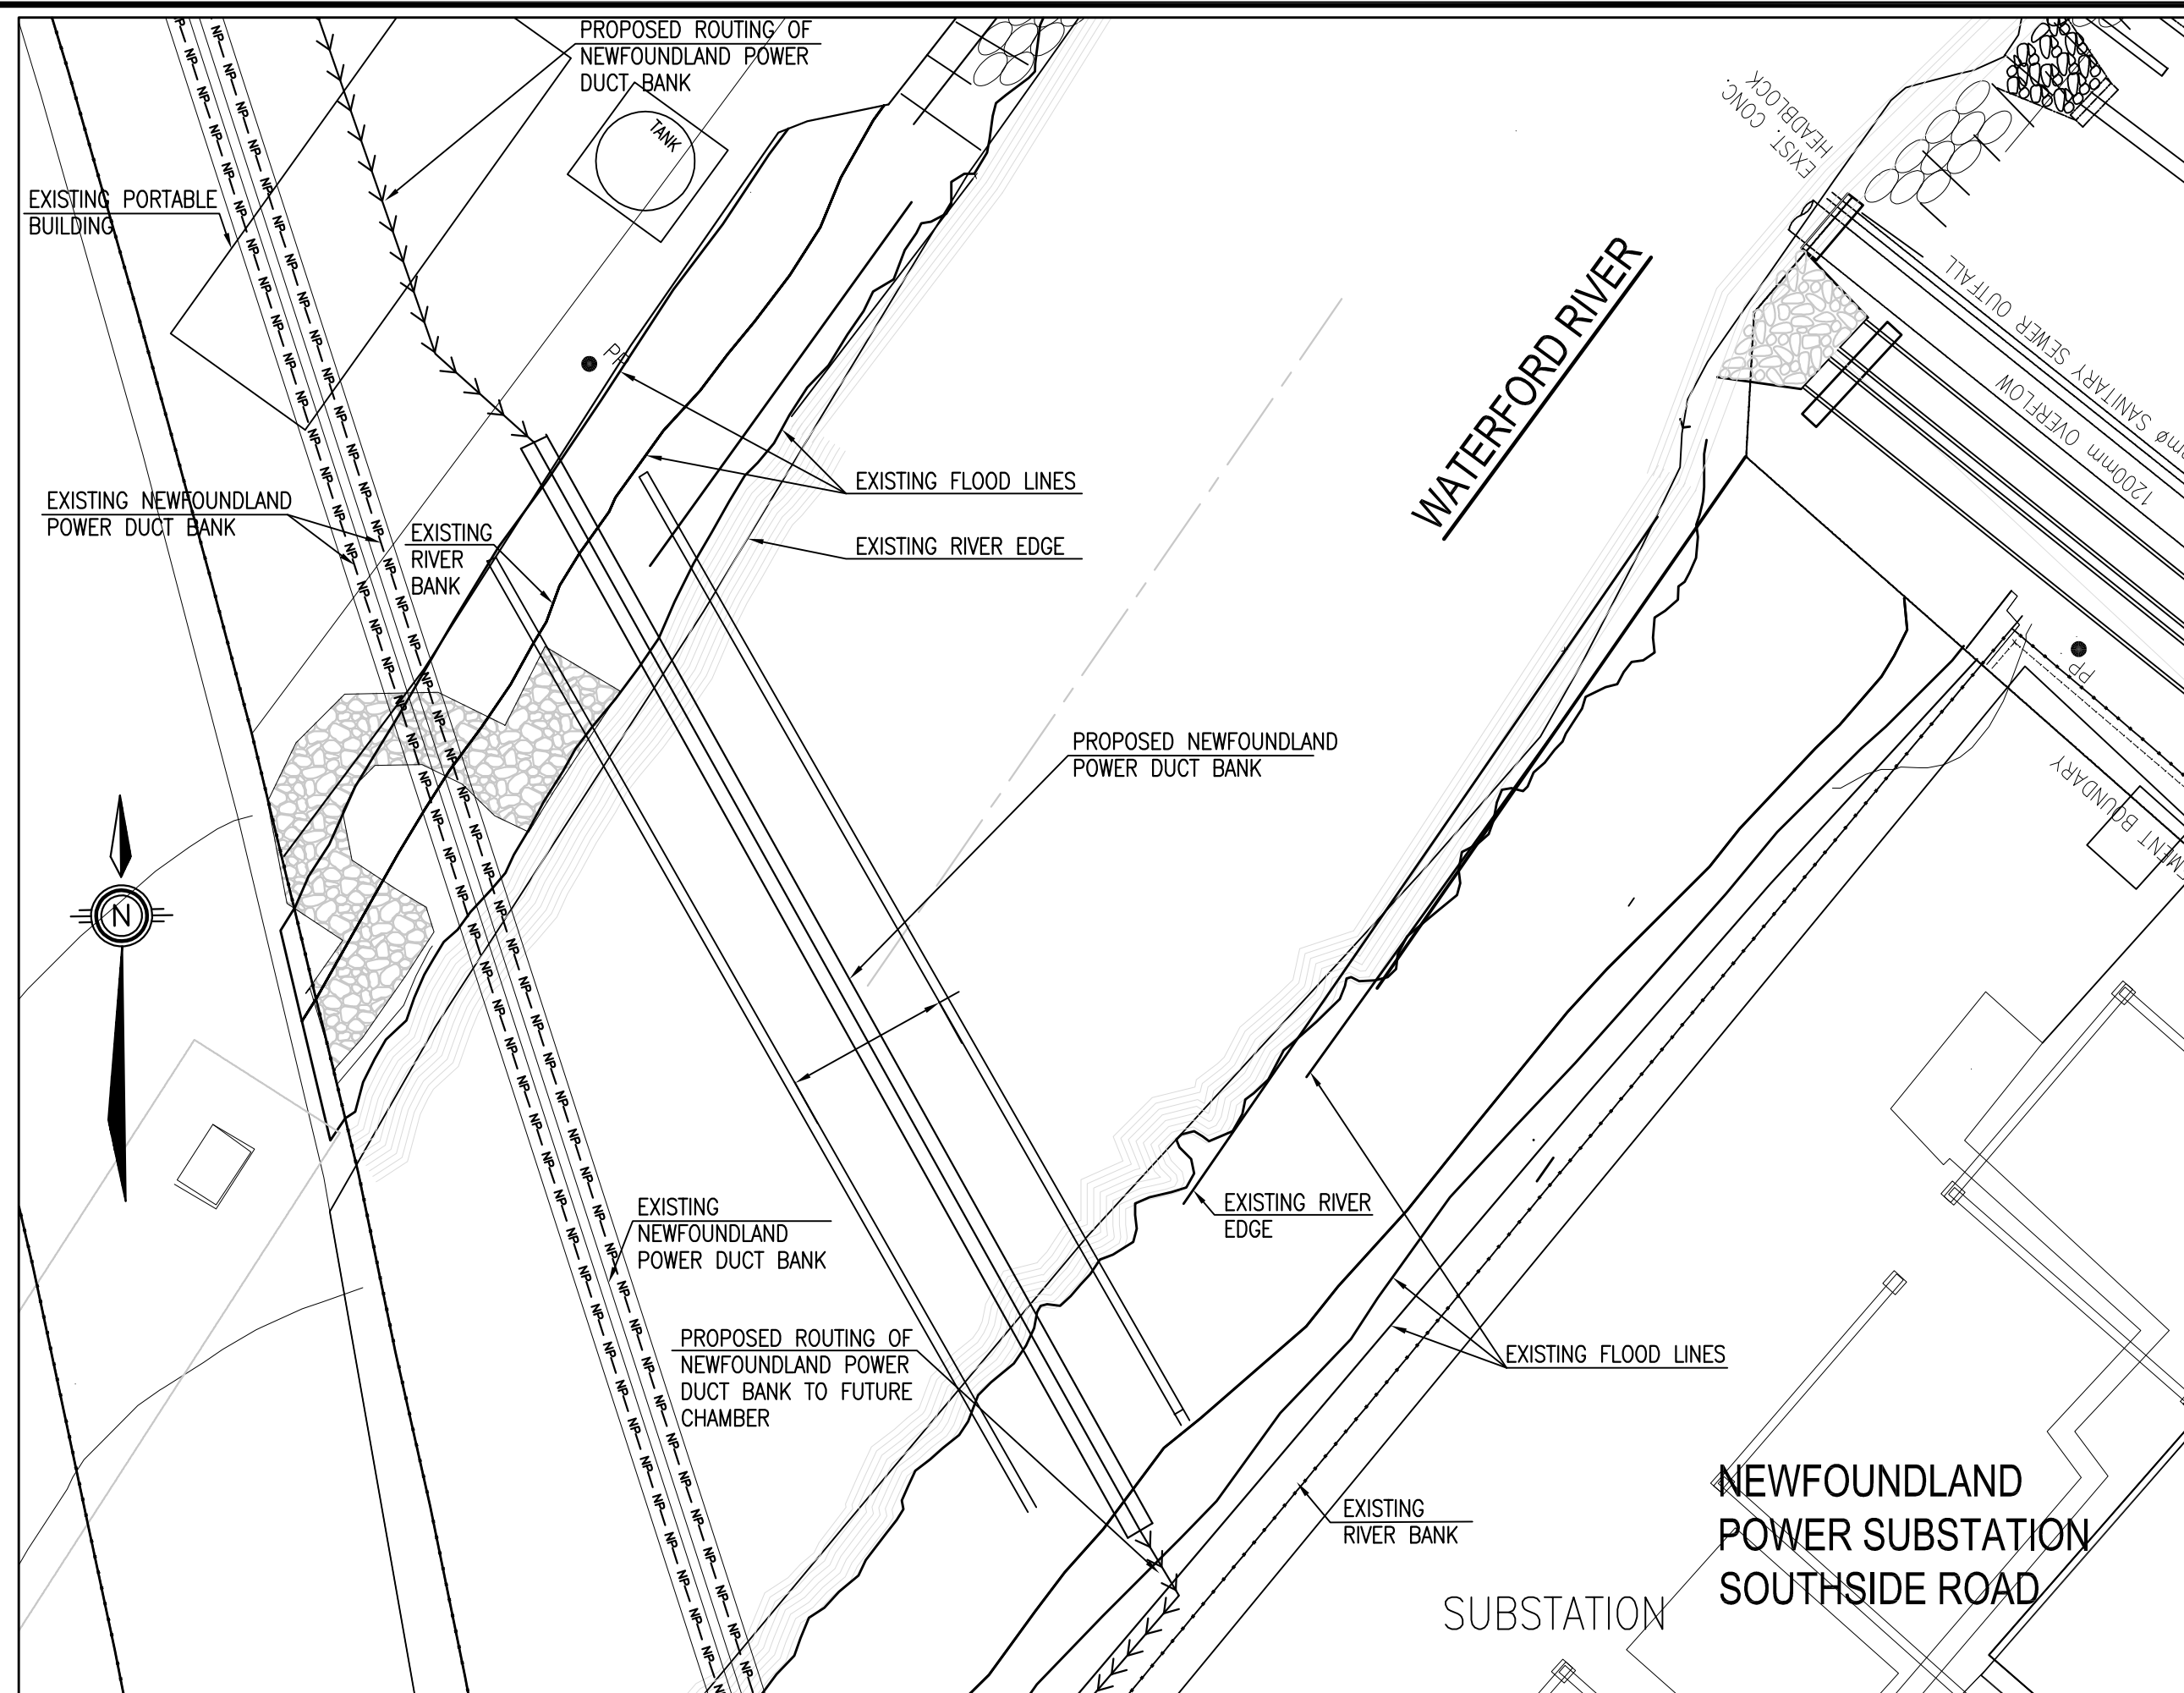 PROPOSED ROUTING OF
NEWFOUNDLAND POWER
DUCT BANK
TANK
EXIST. CONC.
HEADBLOCK
EXISTING PORTABLE
BUILDING
WATERFORD RIVER
SANITARY SEWER OUTFALL
1200mm OVERFLOW
PP
EXISTING FLOOD LINES
EXISTING NEWFOUNDLAND
POWER DUCT BANK
EXISTING
RIVER
BANK
EXISTING RIVER EDGE
PP
PROPOSED NEWFOUNDLAND
POWER DUCT BANK
BOUNDARY
N
EXISTING
NEWFOUNDLAND
POWER DUCT BANK
EXISTING RIVER
EDGE
PROPOSED ROUTING OF
NEWFOUNDLAND POWER
DUCT BANK TO FUTURE
CHAMBER
EXISTING FLOOD LINES
EXISTING
RIVER BANK
NEWFOUNDLAND
POWER SUBSTATION
SOUTHSIDE ROAD
SUBSTATION